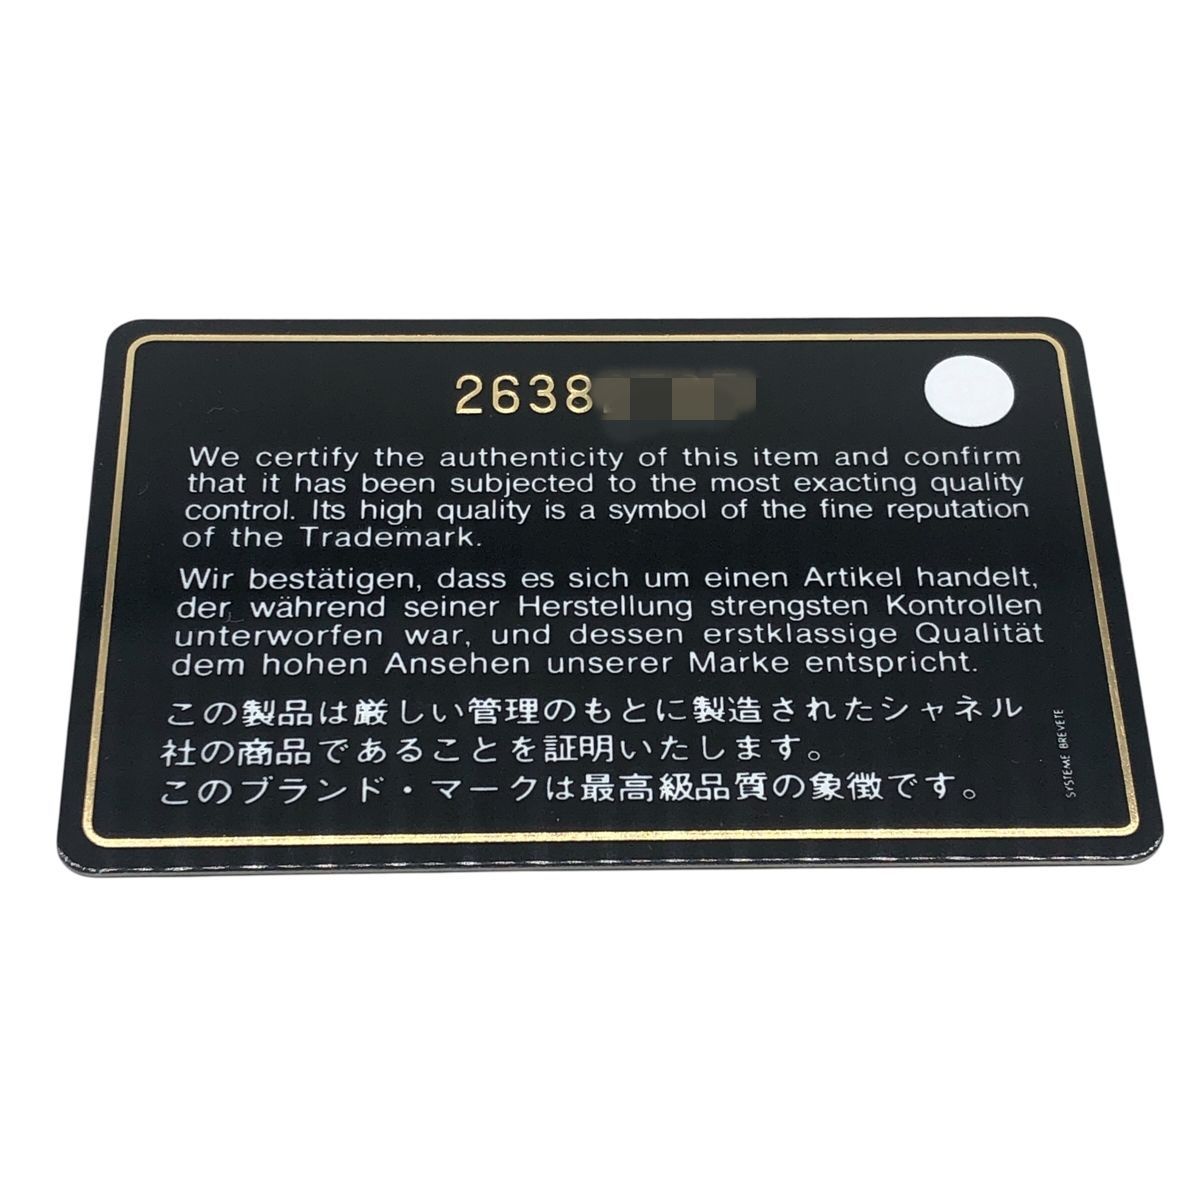 2638
We certify the authenticity of this item and confirm
that it has been subjected to the most exacting quality
control. Its high quality is a symbol of the fine reputation
of the Trademark.
Wir bestätigen, dass es sich um einen Artikel handelt,
der während seiner Herstellung strengsten Kontrollen
unterworfen war, und dessen erstklassige Qualität
dem hohen Ansehen unserer Marke entspricht.
この製品は厳しい管理のもとに製造されたシャネル
社の商品であることを証明いたします。
このブランド・マークは最高級品質の象徴です。
SYSTEME BREVETE